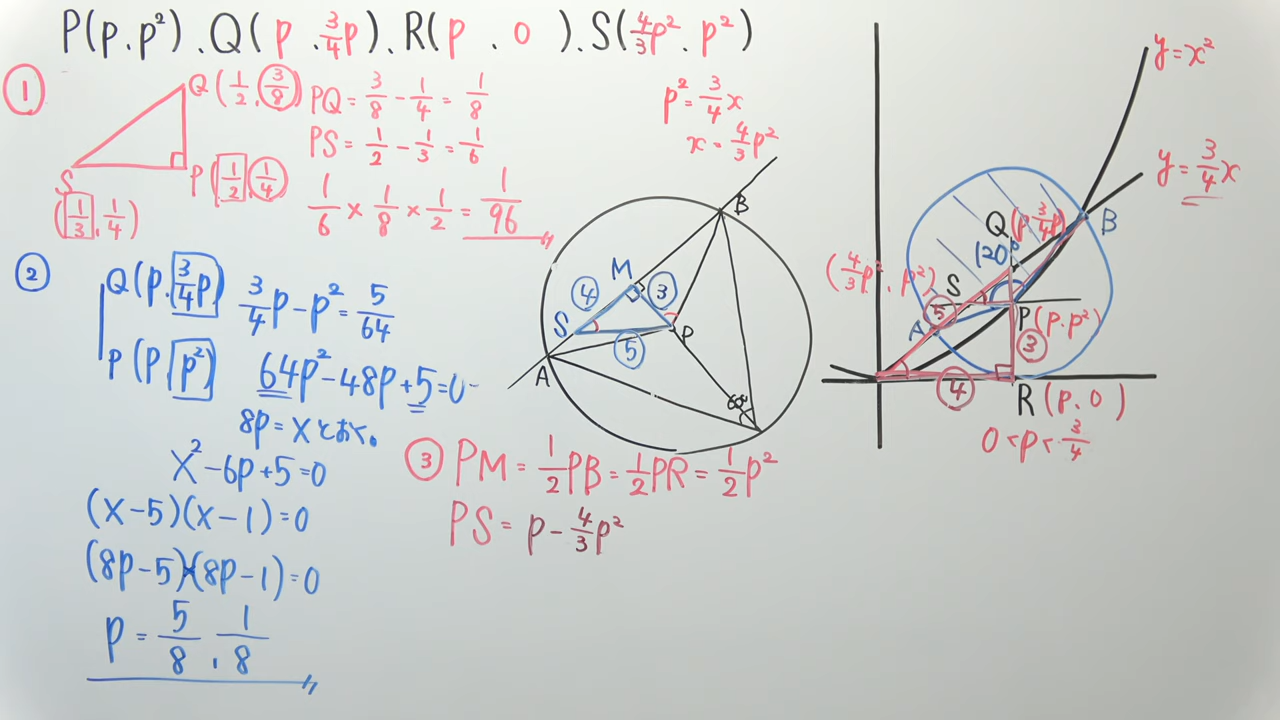 P(p.p²).Q(p.3/4p).R(p.0).S(4/3p².p²)
①
Q(1/2.3/8)
S
(1/3.1/4)
P(1/2.1/4)
PQ=3/8-1/4=1/8
PS=1/2-1/3=1/6
1/6×1/8×1/2=1/96
p²=3/4x
x=4/3p²
②
Q(p.3/4p)
P(P.p²)
3/4p-p²=5/64
64p²-48p+5=0
8p=Xとおく。
X²-6p+5=0
(X-5)(X-1)=0
(8p-5)(8p-1)=0
p=5/8.1/8
B
M
④
③
S
P
⑤
A
60°
③ PM=1/2PB=1/2PR=1/2p²
PS=p-4/3p²
y=x²
y=3/4x
Q(p.3/4p)
B
120°
(4/3p².p²)
S
⑤
A
P(p.p²)
③
④
R(p.0)
0<p<3/4